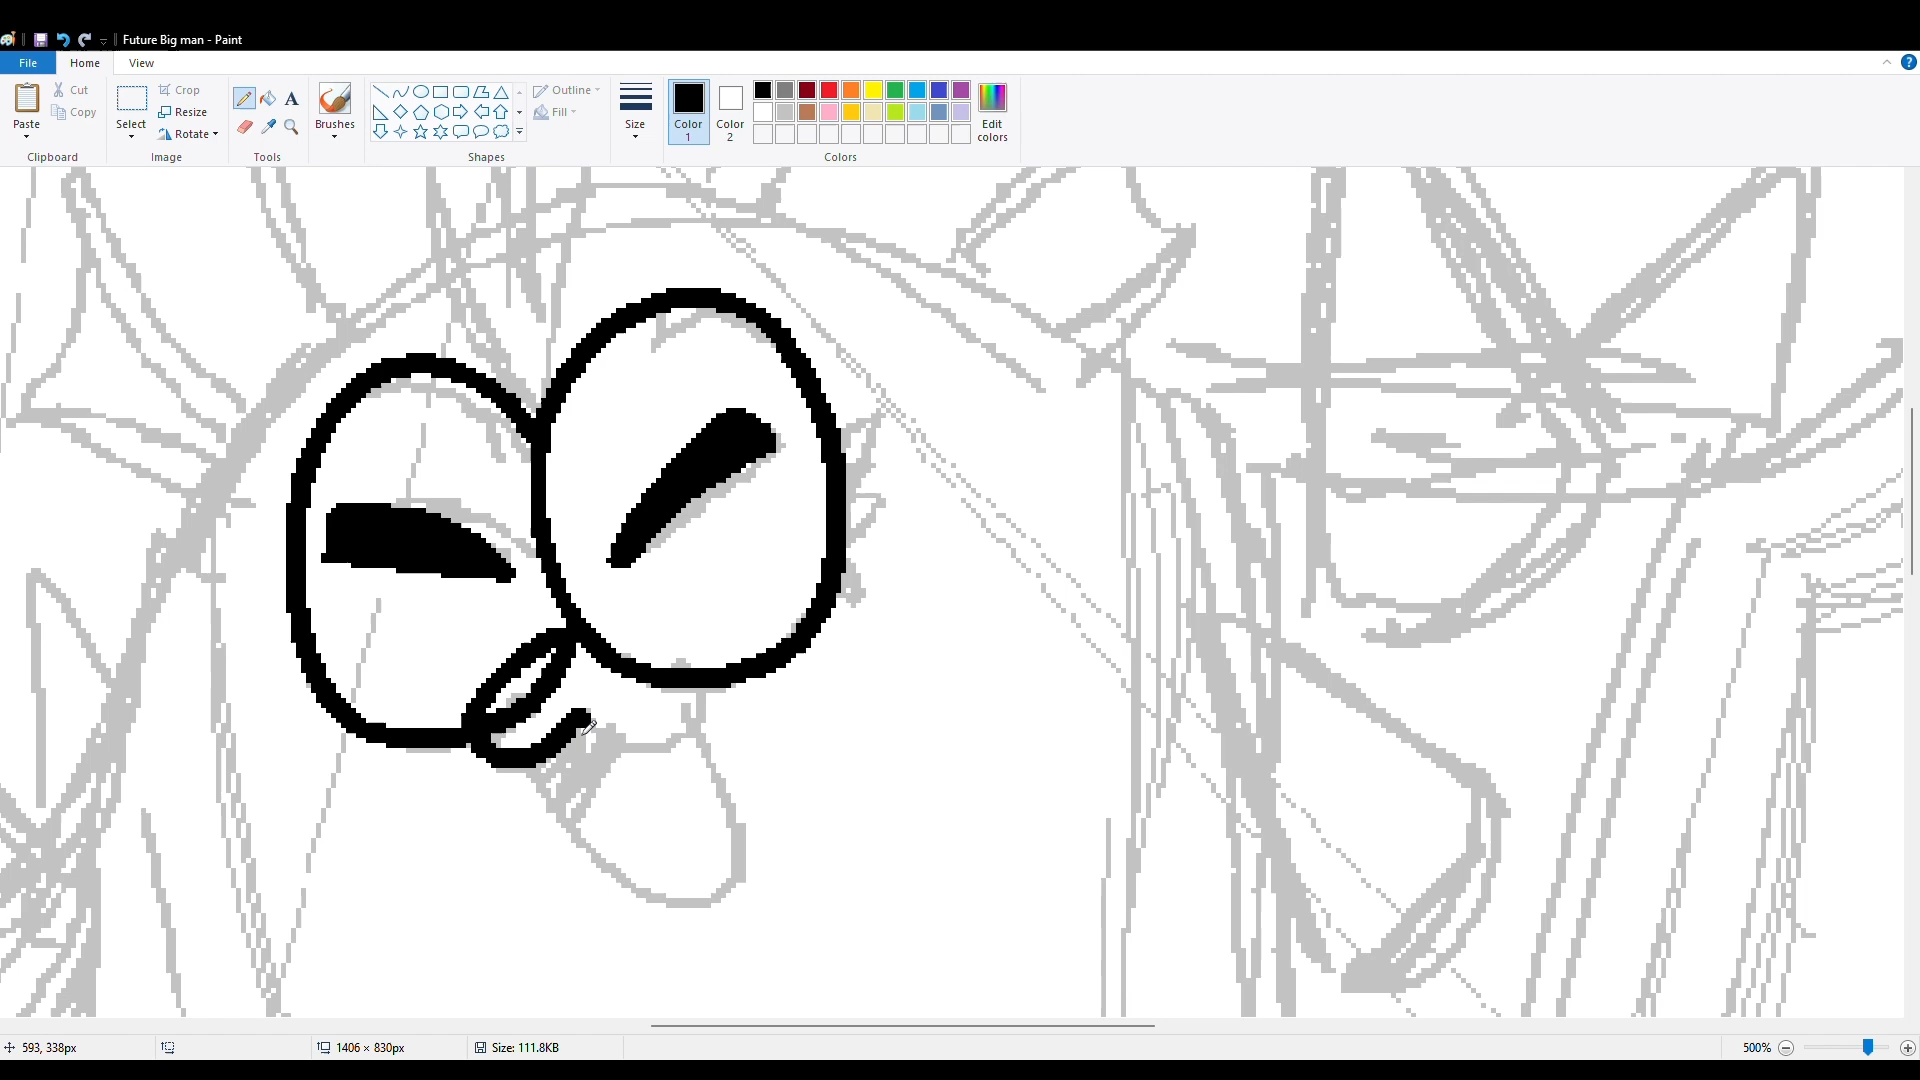 Future Big man - Paint
File Home View
Cut Crop Outline
Copy Resize Fill
Paste Select Rotate Brushes Size Color 1 Color 2 Edit colors
Clipboard Image Tools Shapes Colors
593, 338px 1406 × 830px Size: 111.8KB 500%